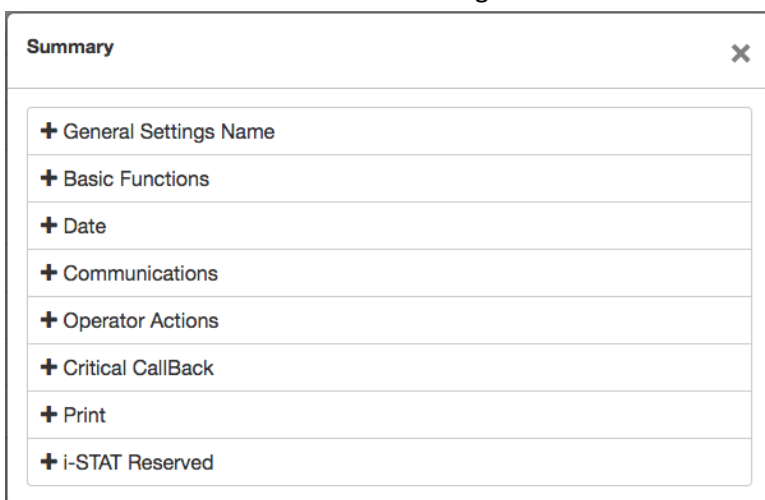 Summary
General Settings Name
Basic Functions
Date
Communications
Operator Actions
Critical CallBack
Print
i-STAT Reserved